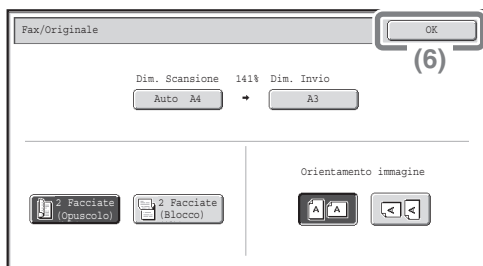 Fax/Originale
OK
(6)
Dim. Scansione 141% Dim. Invio
Auto A4 → A3
Orientamento immagine
2 Facciate
(Opuscolo)
2 Facciate
(Blocco)
A A
A A